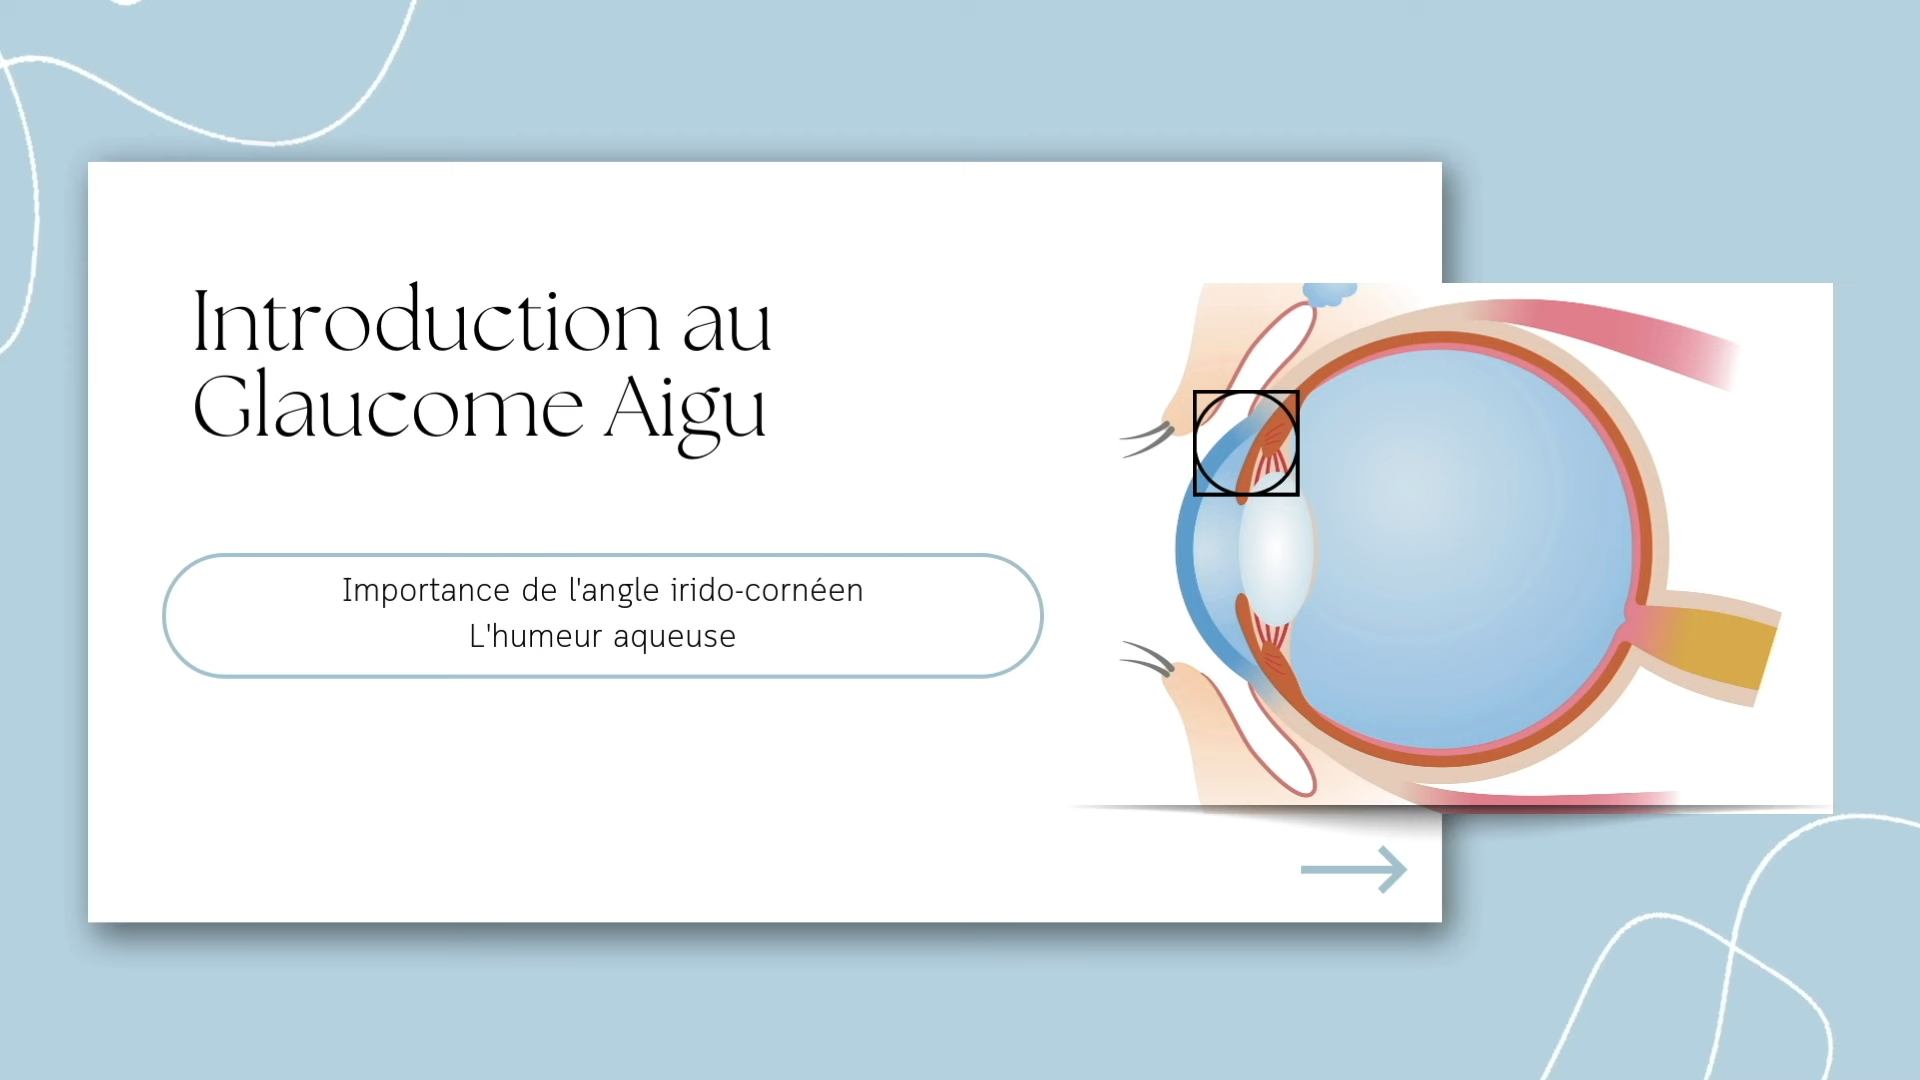 Introduction au
Glaucome Aigu
Importance de l'angle irido-cornéen
L'humeur aqueuse